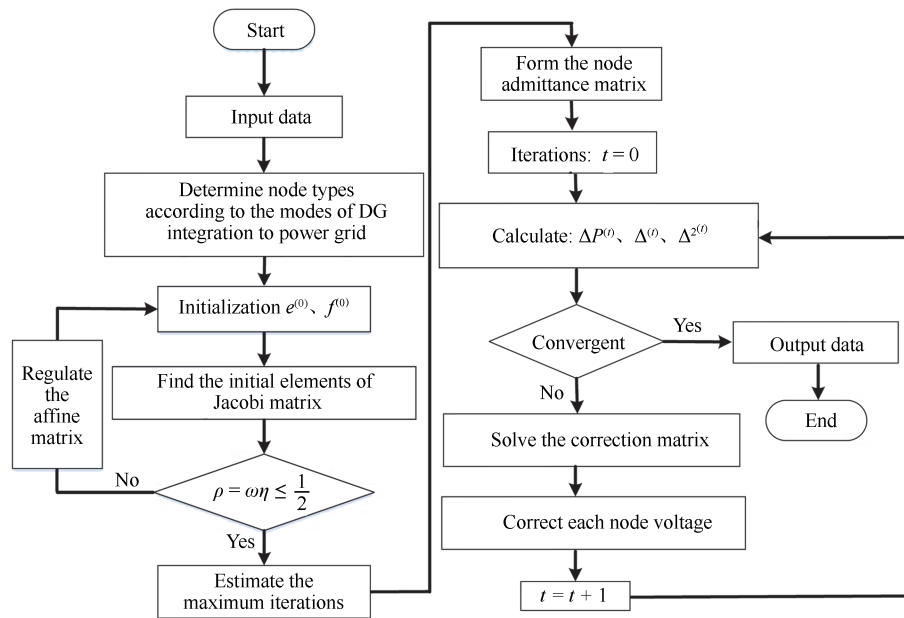 Start
Input data
Determine node types
according to the modes of DG
integration to power grid
Initialization e⁽⁰⁾、f⁽⁰⁾
Regulate
the
affine
matrix
Find the initial elements of
Jacobi matrix
No
ρ = ωη ≤ 1/2
Yes
Estimate the
maximum iterations
Form the node
admittance matrix
Iterations: t = 0
Calculate: ΔP⁽ᵗ⁾、Δ⁽ᵗ⁾、Δ²⁽ᵗ⁾
Convergent
Yes
Output data
End
No
Solve the correction matrix
Correct each node voltage
t = t + 1